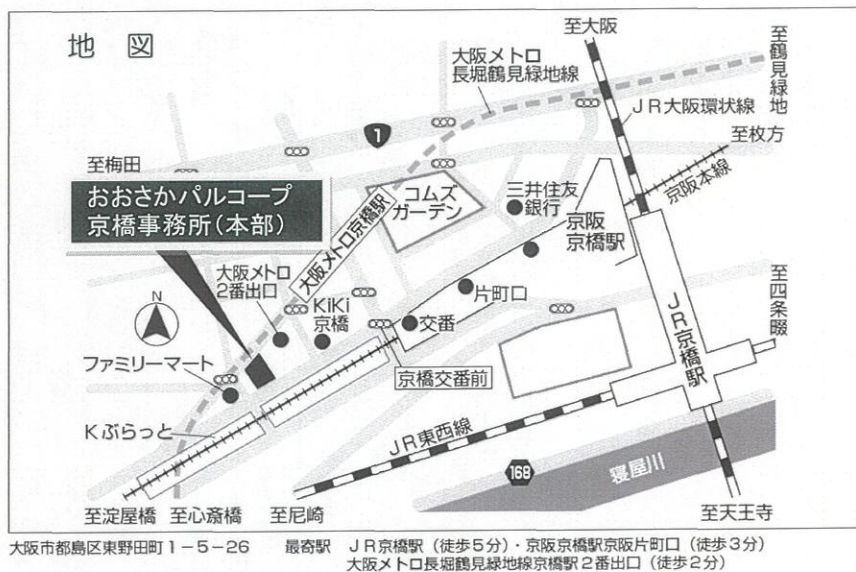 地図
至大阪
大阪メトロ
長堀鶴見緑地線
至鶴見緑地
1
JR大阪環状線
至枚方
京阪本線
至梅田
おおさかパルコープ
京橋事務所(本部)
大阪メトロ京橋駅
コムズ
ガーデン
三井住友
銀行
京阪
京橋駅
大阪メトロ
2番出口
KiKi
京橋
片町口
交番
至四条畷
JR京橋駅
N
ファミリーマート
京橋交番前
Kぶらっと
JR東西線
168
寝屋川
至淀屋橋
至心斎橋
至尼崎
至天王寺
大阪市都島区東野田町1-5-26 最寄駅 JR京橋駅(徒歩5分)・京阪京橋駅京阪片町口(徒歩3分)
大阪メトロ長堀鶴見緑地線京橋駅2番出口(徒歩2分)